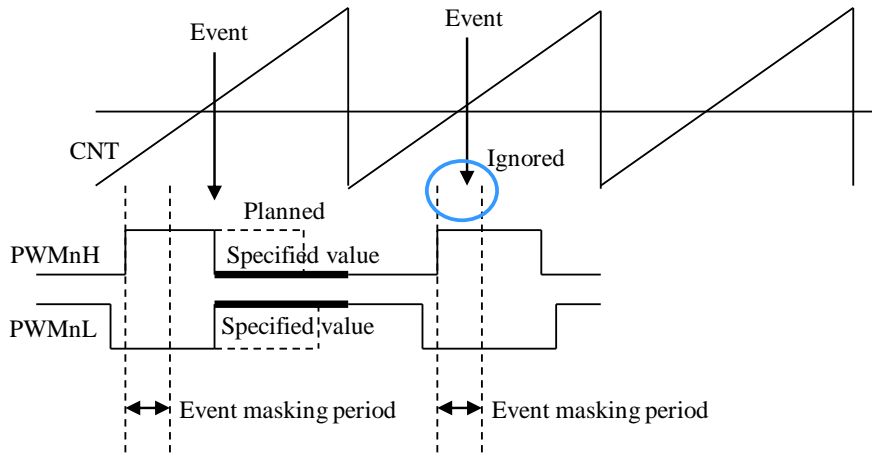 Event
Event
CNT
Ignored
Planned
PWMnH
Specified value
PWMnL
Specified value
Event masking period
Event masking period